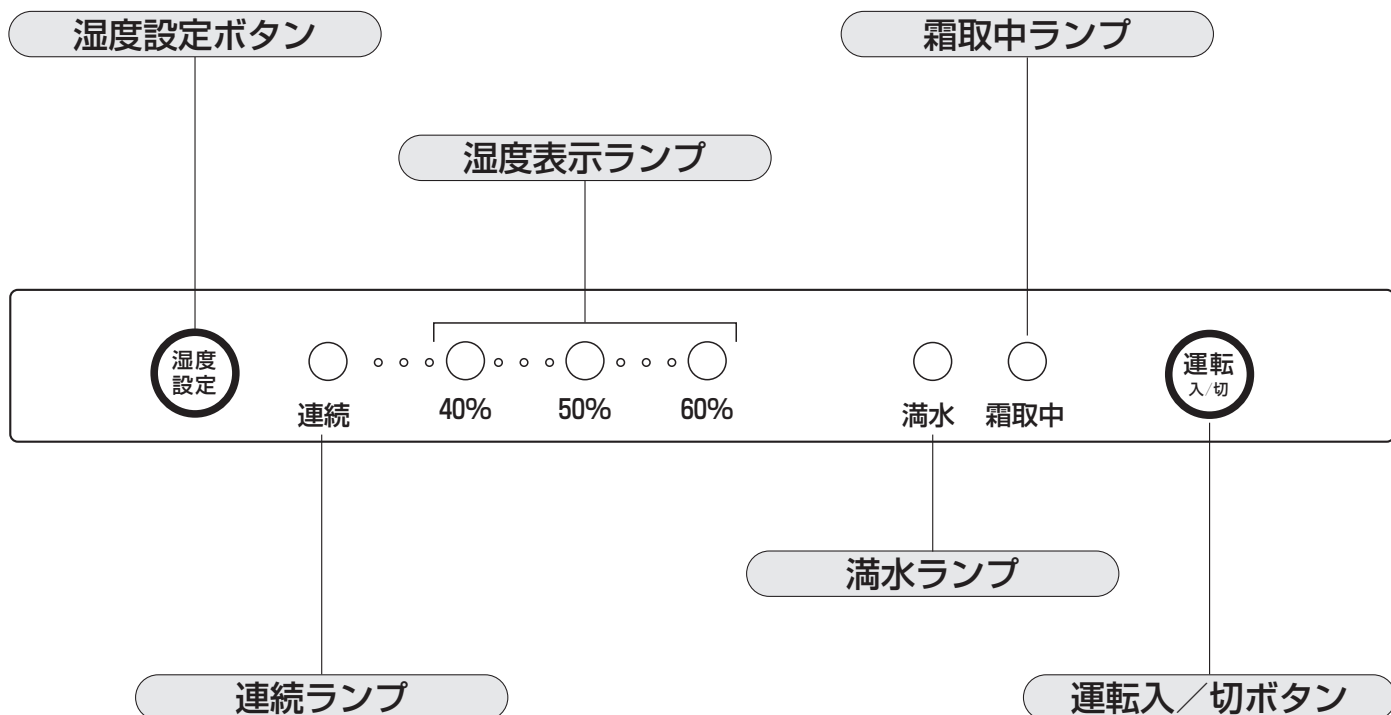 湿度設定ボタン
霜取中ランプ
湿度表示ランプ
湿度
設定
連続
40%
50%
60%
満水
霜取中
運転
入/切
満水ランプ
連続ランプ
運転入/切ボタン